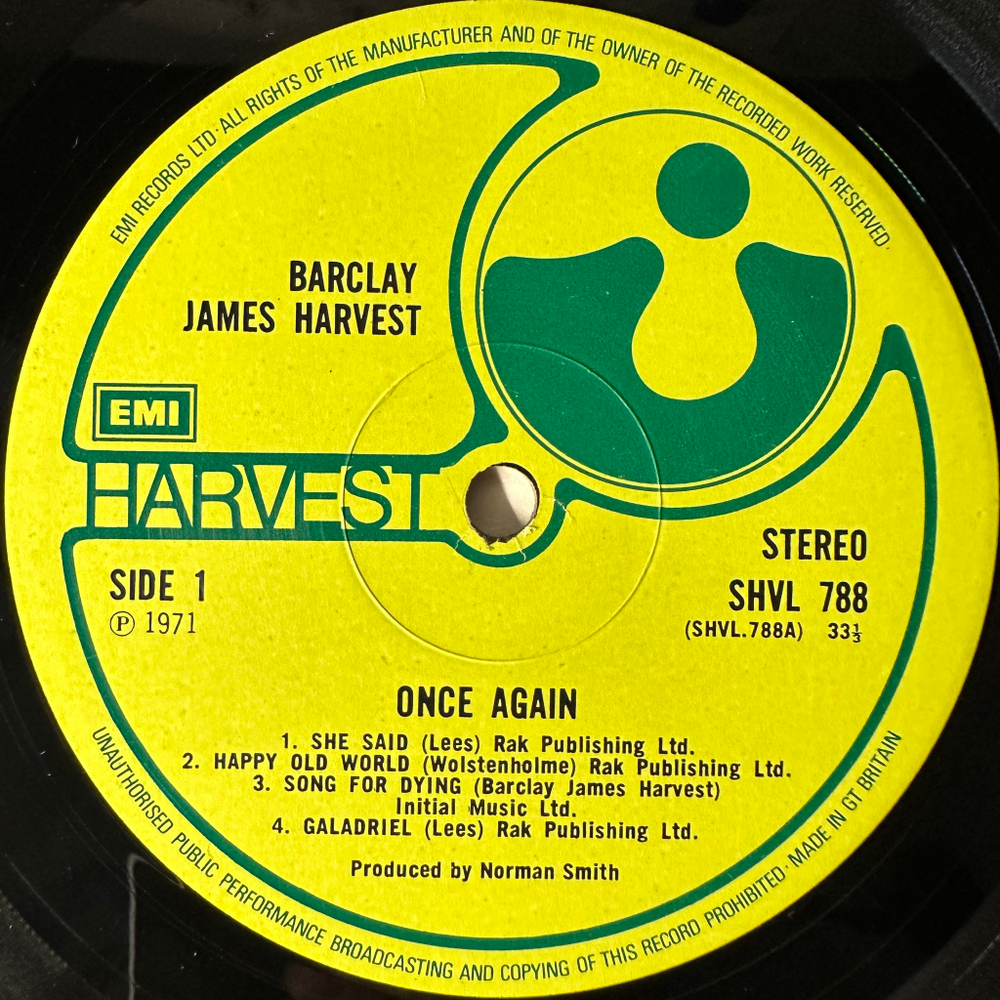 EMI RECORDS LTD · ALL RIGHTS OF THE MANUFACTURER AND OF THE OWNER OF THE RECORDED WORK RESERVED ·
BARCLAY
JAMES HARVEST
EMI
HARVEST
SIDE 1
Ⓟ 1971
STEREO
SHVL 788
(SHVL.788A) 33⅓
ONCE AGAIN
1. SHE SAID (Lees) Rak Publishing Ltd.
2. HAPPY OLD WORLD (Wolstenholme) Rak Publishing Ltd.
3. SONG FOR DYING (Barclay James Harvest)
Initial Music Ltd.
4. GALADRIEL (Lees) Rak Publishing Ltd.
Produced by Norman Smith
UNAUTHORISED PUBLIC PERFORMANCE BROADCASTING AND COPYING OF THIS RECORD PROHIBITED · MADE IN GT BRITAIN